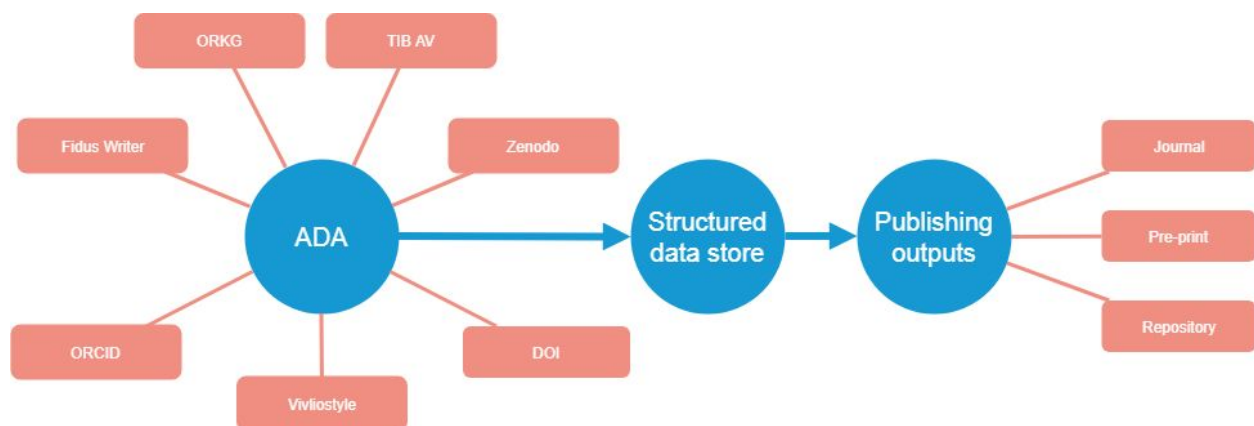 ORKG
TIB AV
Fidus Writer
Zenodo
ADA
ORCID
DOI
Vivliostyle
Structured
data store
Publishing
outputs
Journal
Pre-print
Repository